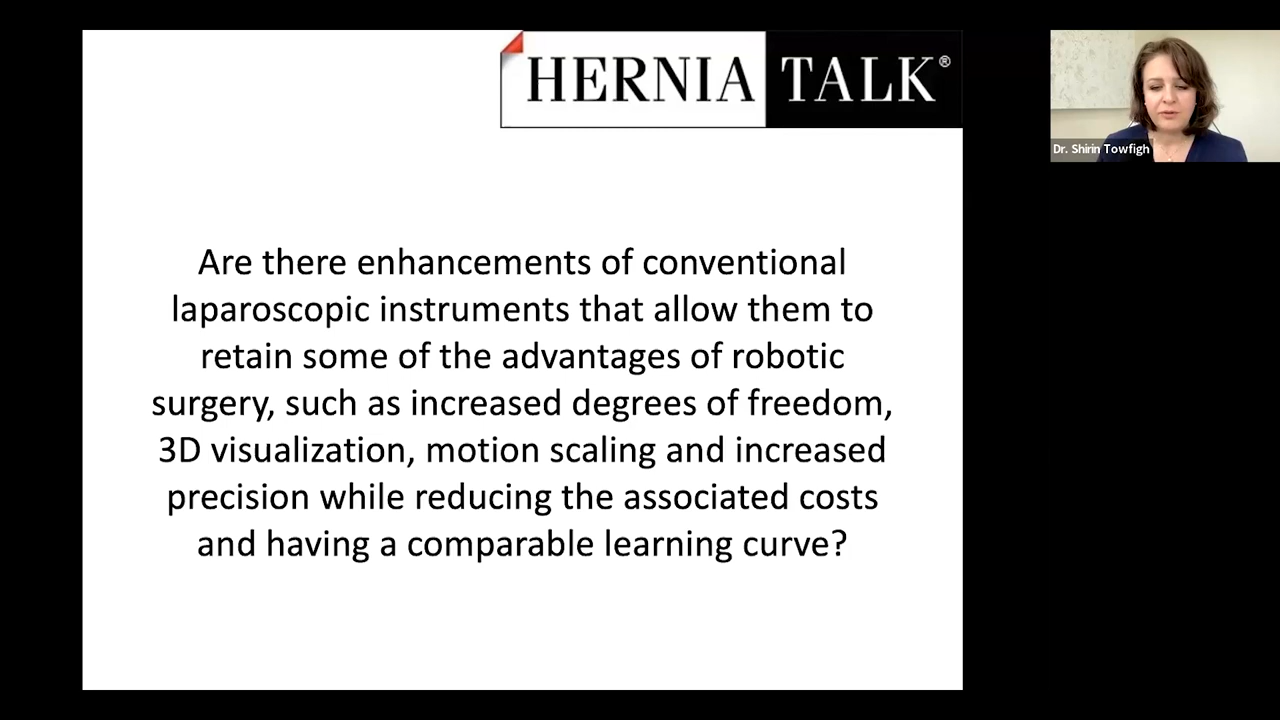 HERNIA TALK®
Dr. Shirin Towfigh
Are there enhancements of conventional
laparoscopic instruments that allow them to
retain some of the advantages of robotic
surgery, such as increased degrees of freedom,
3D visualization, motion scaling and increased
precision while reducing the associated costs
and having a comparable learning curve?